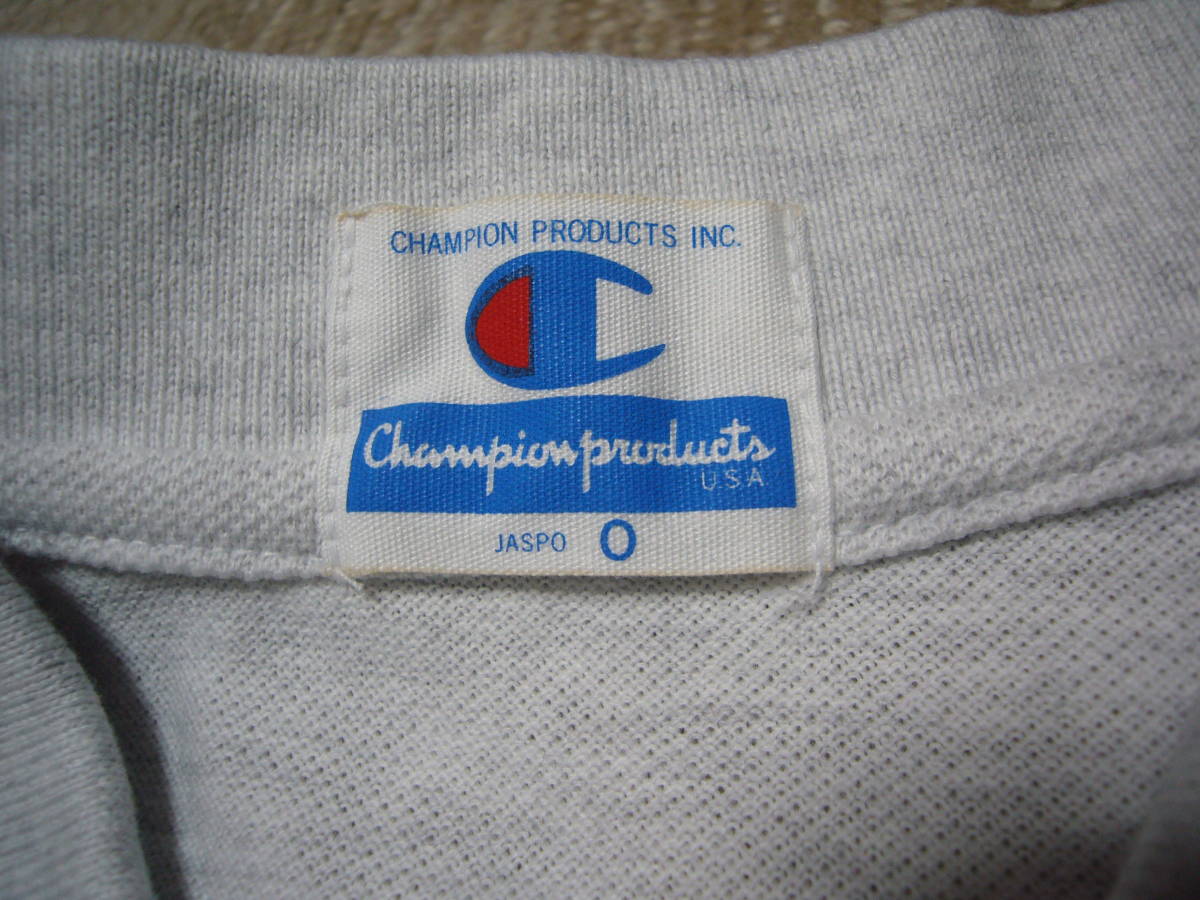 CHAMPION PRODUCTS INC.
Champion products
U.S.A
JASPO O